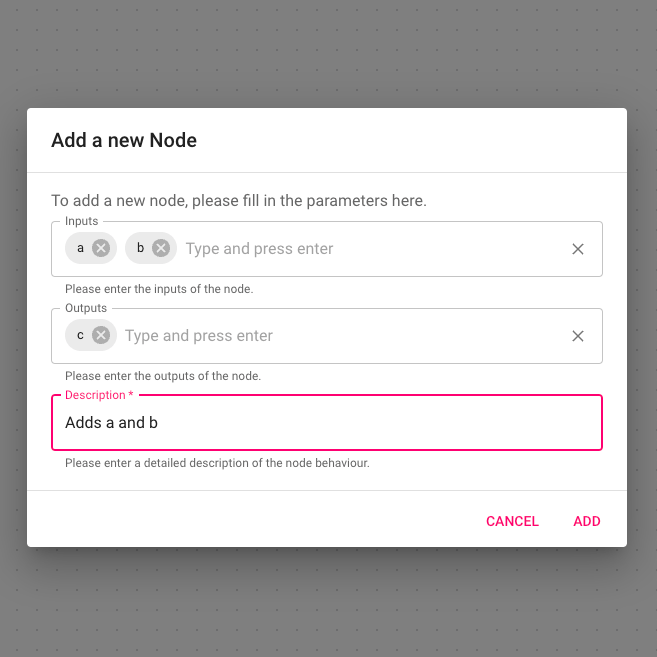 Add a new Node
To add a new node, please fill in the parameters here.
Inputs
a b Type and press enter
Please enter the inputs of the node.
Outputs
c Type and press enter
Please enter the outputs of the node.
Description *
Adds a and b
Please enter a detailed description of the node behaviour.
CANCEL ADD